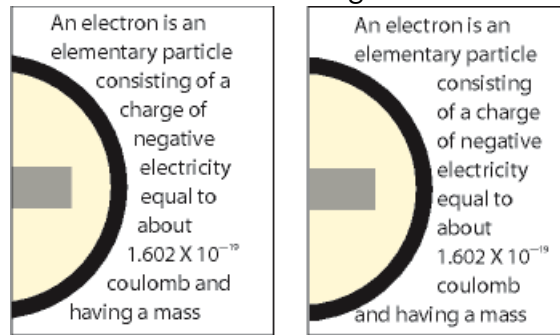 An electron is an
elementary particle
consisting of a
charge of
negative
electricity
equal to
about
1.602 X 10⁻¹⁹
coulomb and
having a mass
An electron is an
elementary particle
consisting
of a charge
of negative
electricity
equal to
about
1.602 X 10⁻¹⁹
coulomb
and having a mass